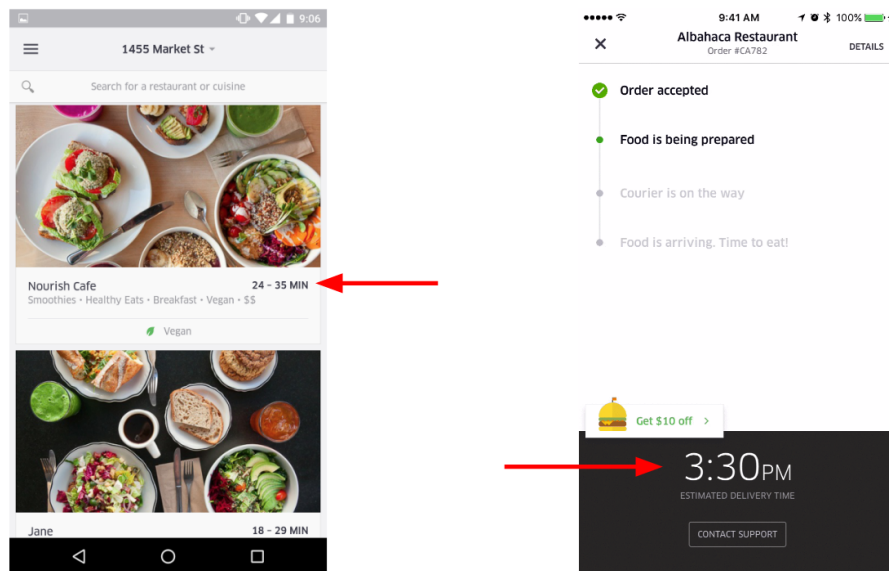 9:06
1455 Market St
Search for a restaurant or cuisine
Nourish Cafe
24 – 35 MIN
Smoothies • Healthy Eats • Breakfast • Vegan • $$
Vegan
Jane
18 – 29 MIN
9:41 AM
100%
Albahaca Restaurant
Order #CA782
DETAILS
Order accepted
Food is being prepared
Courier is on the way
Food is arriving. Time to eat!
Get $10 off
3:30PM
ESTIMATED DELIVERY TIME
CONTACT SUPPORT